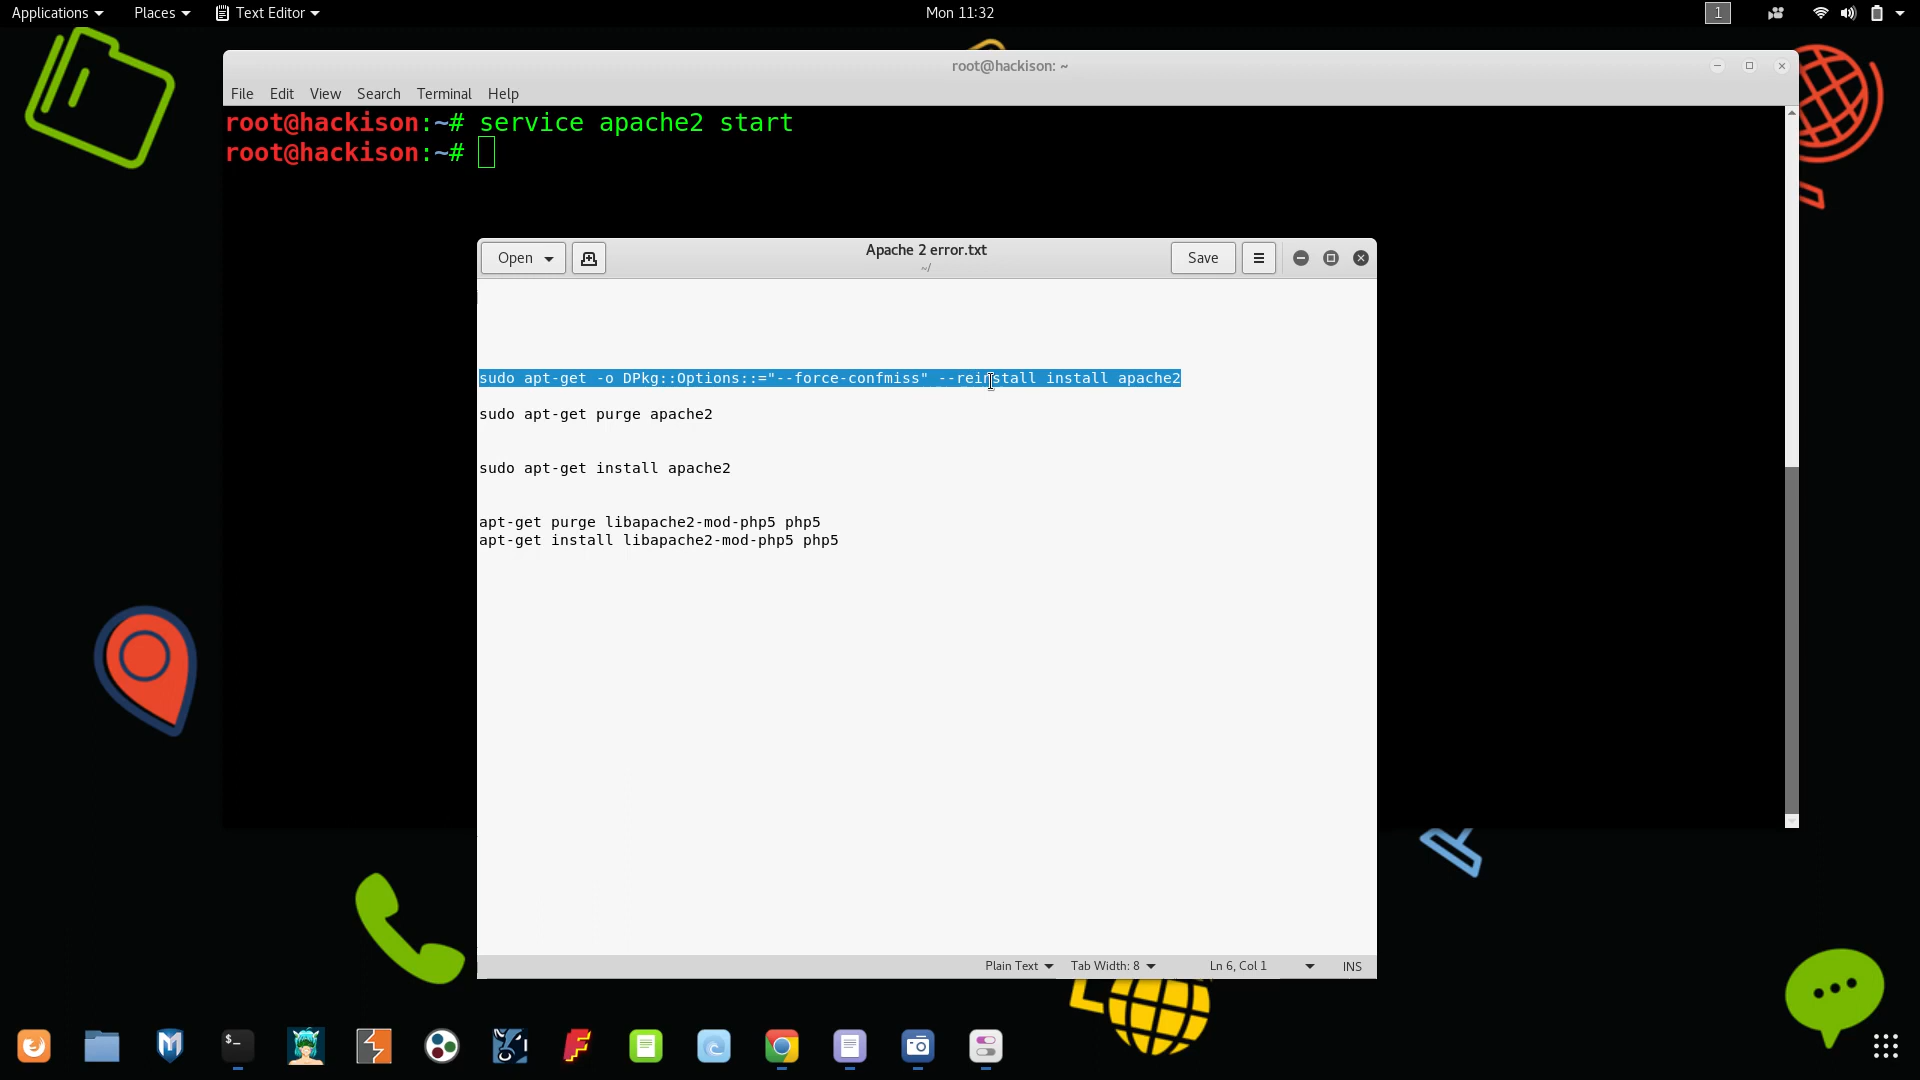 Applications Places Text Editor Mon 11:32 1
root@hackison: ~
File Edit View Search Terminal Help
root@hackison:~# service apache2 start
root@hackison:~#
Open Apache 2 error.txt Save
~/
sudo apt-get -o DPkg::Options::="--force-confmiss" --reinstall install apache2
sudo apt-get purge apache2
sudo apt-get install apache2
apt-get purge libapache2-mod-php5 php5
apt-get install libapache2-mod-php5 php5
Plain Text Tab Width: 8 Ln 6, Col 1 INS
$_